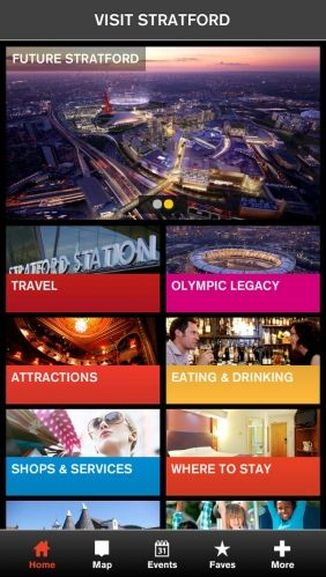 VISIT STRATFORD
FUTURE STRATFORD
STRATFORD STATION
TRAVEL
OLYMPIC LEGACY
ATTRACTIONS
EATING & DRINKING
SHOPS & SERVICES
WHERE TO STAY
31
Home
Map
Events
Faves
More